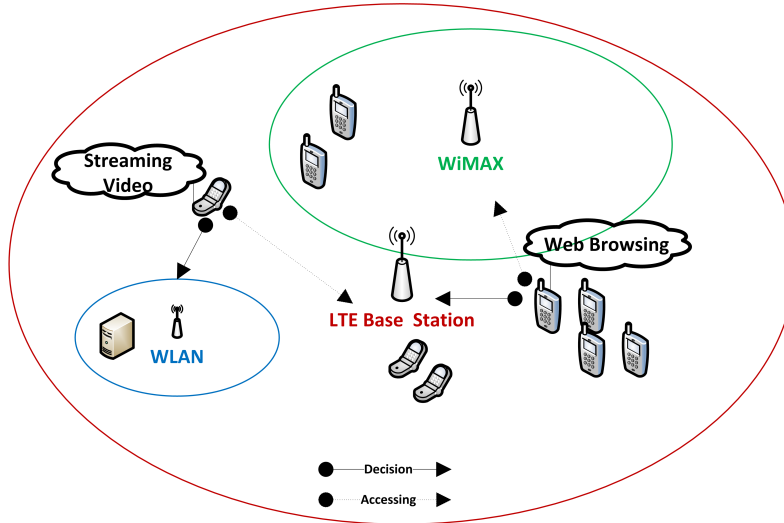 WiMAX
Streaming
Video
Web Browsing
LTE Base  Station
WLAN
Decision
Accessing